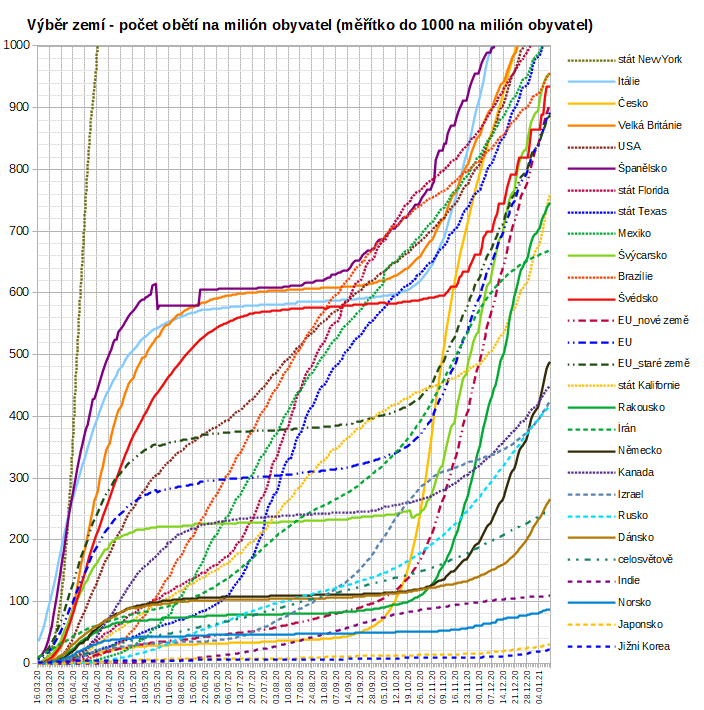 Výběr zemí - počet obětí na milión obyvatel (měřítko do 1000 na milión obyvatel)
1000
900
800
700
600
500
400
300
200
100
0
stát NewYork
Itálie
Česko
Velká Británie
USA
Španělsko
stát Florida
stát Texas
Mexiko
Švýcarsko
Brazílie
Švédsko
EU_nové země
EU
EU_staré země
stát Kalifornie
Rakousko
Irán
Německo
Kanada
Izrael
Rusko
Dánsko
celosvětově
Indie
Norsko
Japonsko
Jižní Korea
16.03.20
23.03.20
30.03.20
06.04.20
13.04.20
20.04.20
27.04.20
04.05.20
11.05.20
18.05.20
25.05.20
01.06.20
08.06.20
15.06.20
22.06.20
29.06.20
06.07.20
13.07.20
20.07.20
27.07.20
03.08.20
10.08.20
17.08.20
24.08.20
31.08.20
07.09.20
14.09.20
21.09.20
28.09.20
05.10.20
12.10.20
19.10.20
26.10.20
02.11.20
09.11.20
16.11.20
23.11.20
30.11.20
07.12.20
14.12.20
21.12.20
28.12.20
04.01.21